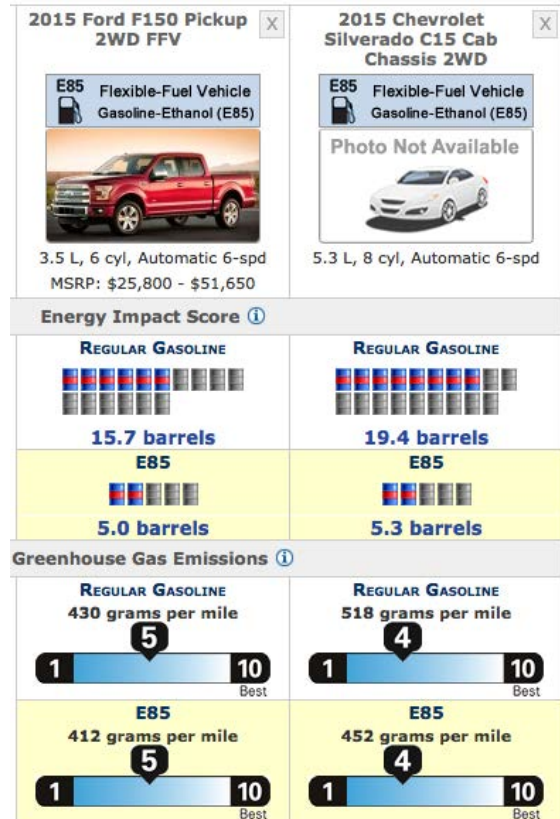 2015 Ford F150 Pickup
2WD FFV
X
2015 Chevrolet
Silverado C15 Cab
Chassis 2WD
X
E85 Flexible-Fuel Vehicle
Gasoline-Ethanol (E85)
E85 Flexible-Fuel Vehicle
Gasoline-Ethanol (E85)
Photo Not Available
3.5 L, 6 cyl, Automatic 6-spd
MSRP: $25,800 - $51,650
5.3 L, 8 cyl, Automatic 6-spd
Energy Impact Score i
REGULAR GASOLINE
15.7 barrels
REGULAR GASOLINE
19.4 barrels
E85
5.0 barrels
E85
5.3 barrels
Greenhouse Gas Emissions i
REGULAR GASOLINE
430 grams per mile
5
1 10
Best
REGULAR GASOLINE
518 grams per mile
4
1 10
Best
E85
412 grams per mile
5
1 10
Best
E85
452 grams per mile
4
1 10
Best